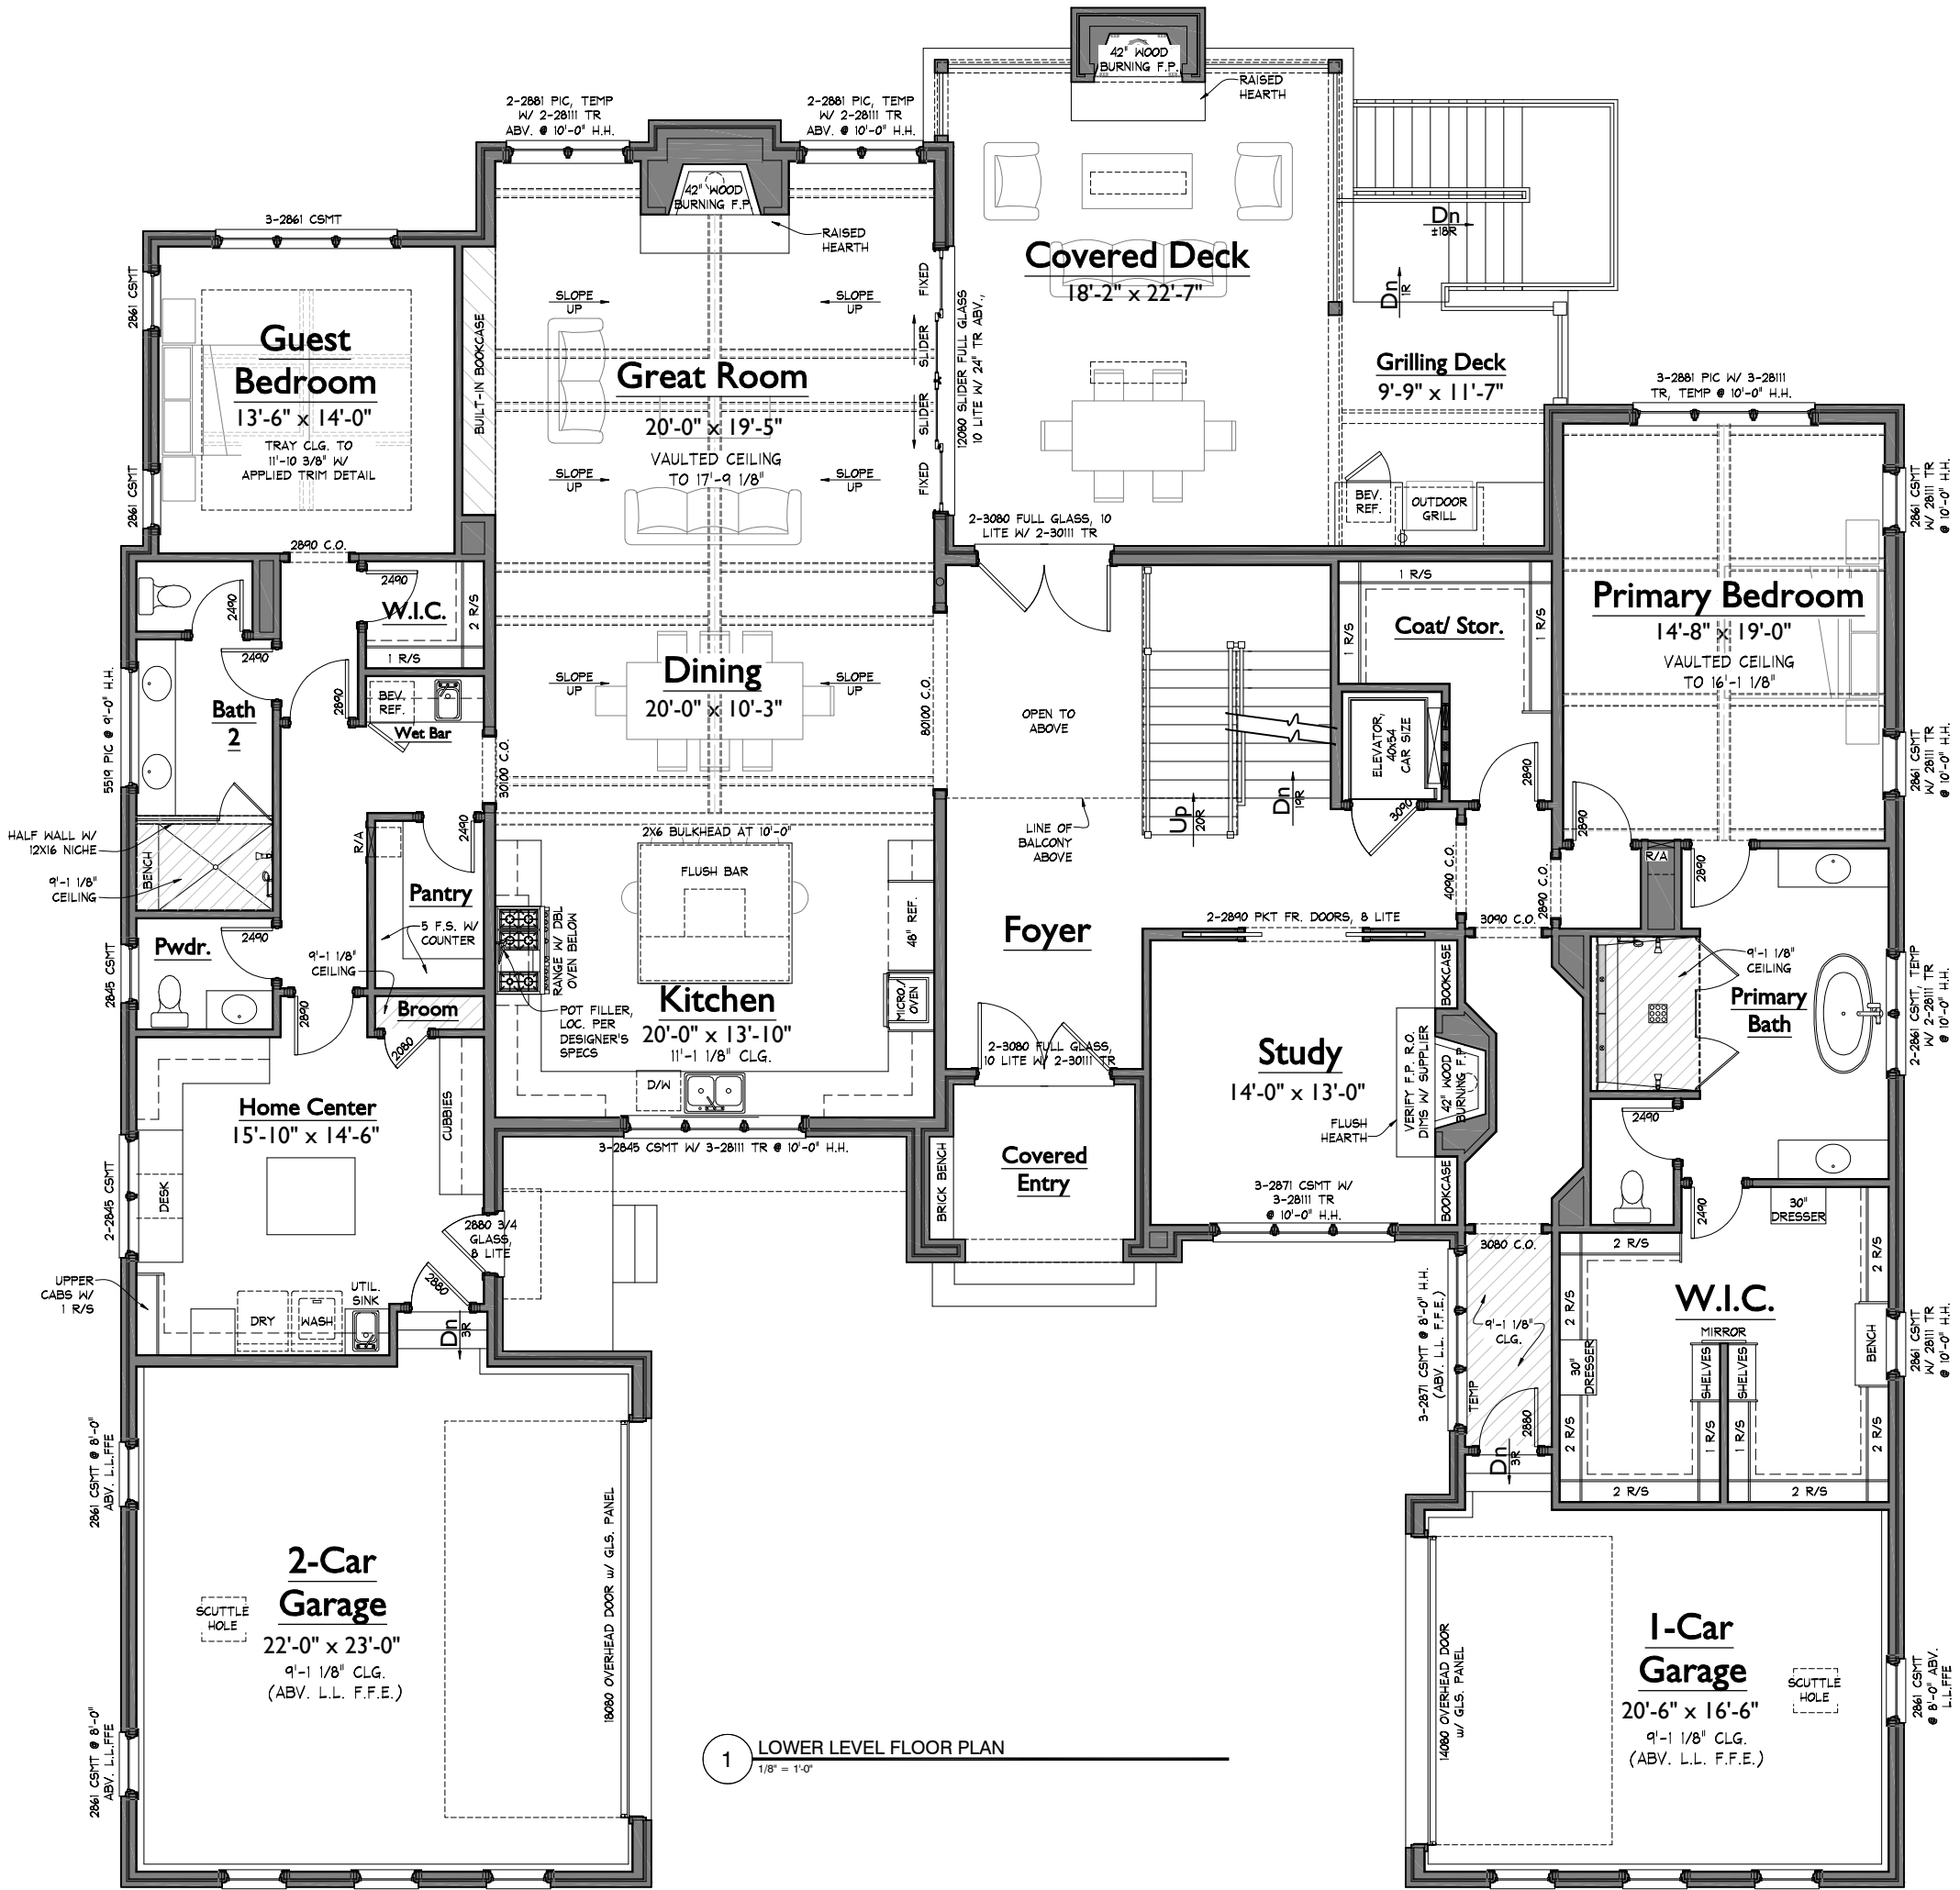 42" WOOD
BURNING F.P.
RAISED
HEARTH
2-2881 PIC, TEMP
W/ 2-28111 TR
ABV. @ 10'-0" H.H.
2-2881 PIC, TEMP
W/ 2-28111 TR
ABV. @ 10'-0" H.H.
42" WOOD
BURNING F.P.
RAISED
HEARTH
3-2861 CSMT
2861 CSMT
2861 CSMT
Guest
Bedroom
13'-6" x 14'-0"
TRAY CLG. TO
11'-10 3/8" W/
APPLIED TRIM DETAIL
BUILT-IN BOOKCASE
SLOPE
UP
SLOPE
UP
Great Room
20'-0" x 19'-5"
VAULTED CEILING
TO 17'-9 1/8"
SLOPE
UP
SLOPE
UP
FIXED
SLIDER
SLIDER
FIXED
12080 SLIDER FULL GLASS
10 LITE W/ 24" TR ABV.,
Covered Deck
18'-2" x 22'-7"
Dn
±18R
Dn
1R
Grilling Deck
9'-9" x 11'-7"
BEV.
REF.
OUTDOOR
GRILL
2-3080 FULL GLASS, 10
LITE W/ 2-30111 TR
3-2881 PIC W/ 3-28111
TR, TEMP @ 10'-0" H.H.
2861 CSMT
W/ 28111 TR
@ 10'-0" H.H.
Primary Bedroom
14'-8" x 19'-0"
VAULTED CEILING
TO 16'-1 1/8"
2861 CSMT
W/ 28111 TR
@ 10'-0" H.H.
2890 C.O.
2490
2490
W.I.C.
2 R/S
1 R/S
2490
2890
5519 PIC @ 9'-0" H.H.
Bath
2
BEV.
REF.
Wet Bar
30100 C.O.
SLOPE
UP
SLOPE
UP
Dining
20'-0" x 10'-3"
80100 C.O.
OPEN TO
ABOVE
LINE OF
BALCONY
ABOVE
Up
20R
Dn
19R
1 R/S
1 R/S
1 R/S
Coat/ Stor.
ELEVATOR,
40x54
CAR SIZE
3090
2890
2890
R/A
2890
HALF WALL W/
12X16 NICHE
BENCH
9'-1 1/8"
CEILING
R/A
2490
Pantry
5 F.S. W/
COUNTER
2X6 BULKHEAD AT 10'-0"
FLUSH BAR
RANGE W/ DBL
OVEN BELOW
48" REF.
MICRO./
OVEN
Kitchen
20'-0" x 13'-10"
11'-1 1/8" CLG.
POT FILLER,
LOC. PER
DESIGNER'S
SPECS
D/W
3-2845 CSMT W/ 3-28111 TR @ 10'-0" H.H.
Foyer
2-2890 PKT FR. DOORS, 8 LITE
4090 C.O.
3090 C.O.
2890 C.O.
2-3080 FULL GLASS,
10 LITE W/ 2-30111 TR
2845 CSMT
Pwdr.
2490
9'-1 1/8"
CEILING
2890
Broom
2080
Home Center
15'-10" x 14'-6"
CUBBIES
2-2845 CSMT
DESK
2880 3/4
GLASS,
8 LITE
2880
UPPER
CABS W/
1 R/S
DRY
WASH
UTIL.
SINK
Dn
3R
BRICK BENCH
Covered
Entry
Study
14'-0" x 13'-0"
BOOKCASE
VERIFY F.P. R.O.
DIMS W/ SUPPLIER
42" WOOD
BURNING F.P.
FLUSH
HEARTH
BOOKCASE
3-2871 CSMT W/
3-28111 TR
@ 10'-0" H.H.
9'-1 1/8"
CEILING
Primary
Bath
2-2861 CSMT, TEMP
W/ 2-28111 TR
@ 10'-0" H.H.
2490
2490
30"
DRESSER
3080 C.O.
3-2871 CSMT @ 8'-0" H.H.
(ABV. L.L. F.F.E.)
TEMP
9'-1 1/8"
CLG.
2880
Dn
3R
2 R/S
2 R/S
30"
DRESSER
2 R/S
2 R/S
W.I.C.
MIRROR
SHELVES
SHELVES
1 R/S
1 R/S
2 R/S
BENCH
2 R/S
2 R/S
2861 CSMT
W/ 28111 TR
@ 10'-0" H.H.
2861 CSMT @ 8'-0"
ABV. L.L.FFE
2861 CSMT @ 8'-0"
ABV. L.L.FFE
2-Car
Garage
22'-0" x 23'-0"
9'-1 1/8" CLG.
(ABV. L.L. F.F.E.)
SCUTTLE
HOLE
18080 OVERHEAD DOOR w/ GLS. PANEL
14080 OVERHEAD DOOR
w/ GLS. PANEL
1-Car
Garage
20'-6" x 16'-6"
9'-1 1/8" CLG.
(ABV. L.L. F.F.E.)
SCUTTLE
HOLE
2861 CSMT
@ 8'-0" ABV.
L.L.FFE
1
LOWER LEVEL FLOOR PLAN
1/8" = 1'-0"